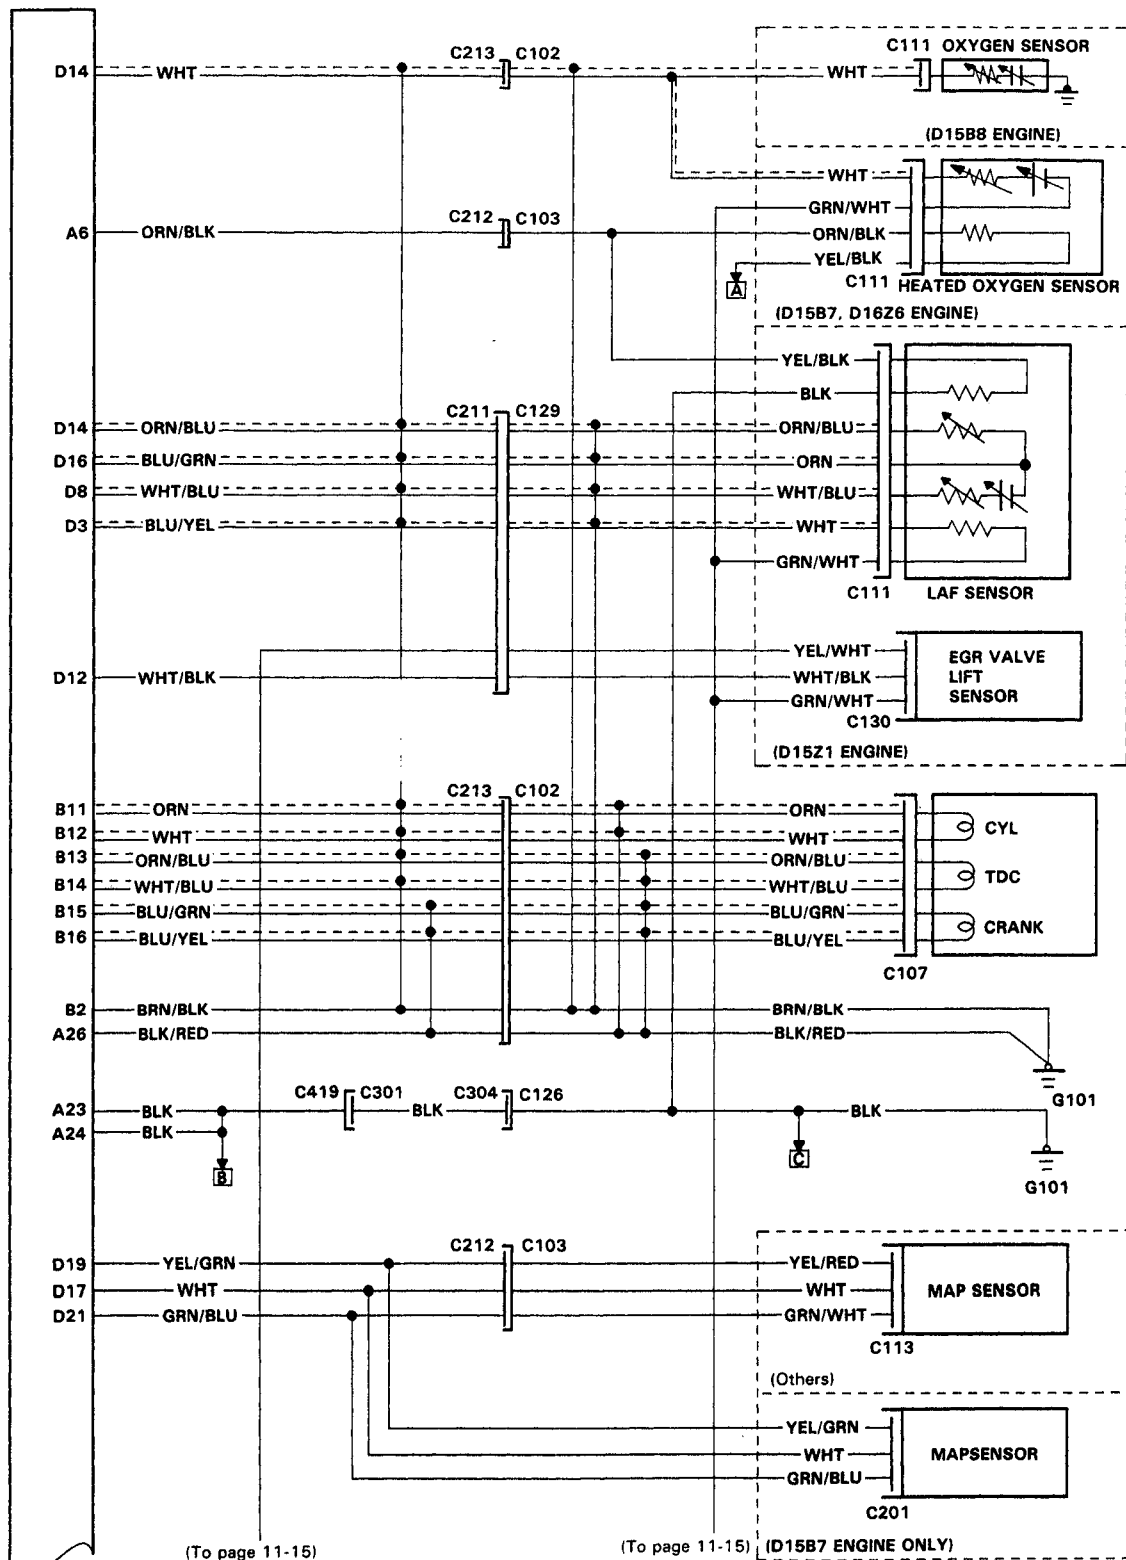 C213 C102
C111 OXYGEN SENSOR
D14 WHT WHT
(D15B8 ENGINE)
WHT
GRN/WHT
C212 C103
A6 ORN/BLK ORN/BLK
YEL/BLK
A
C111 HEATED OXYGEN SENSOR
(D15B7, D16Z6 ENGINE)
YEL/BLK
BLK
C211 C129
D14 ORN/BLU ORN/BLU
D16 BLU/GRN ORN
D8 WHT/BLU WHT/BLU
D3 BLU/YEL WHT
GRN/WHT
C111 LAF SENSOR
YEL/WHT
D12 WHT/BLK WHT/BLK
GRN/WHT
EGR VALVE
LIFT
SENSOR
C130
(D15Z1 ENGINE)
C213 C102
B11 ORN ORN
B12 WHT WHT CYL
B13 ORN/BLU ORN/BLU
B14 WHT/BLU WHT/BLU TDC
B15 BLU/GRN BLU/GRN
B16 BLU/YEL BLU/YEL CRANK
C107
B2 BRN/BLK BRN/BLK
A26 BLK/RED BLK/RED
G101
C419 C301 C304 C126
A23 BLK BLK BLK
A24 BLK
B C
G101
C212 C103
D19 YEL/GRN YEL/RED
D17 WHT WHT MAP SENSOR
D21 GRN/BLU GRN/WHT
C113
(Others)
YEL/GRN
WHT MAPSENSOR
GRN/BLU
C201
(To page 11-15) (To page 11-15) (D15B7 ENGINE ONLY)